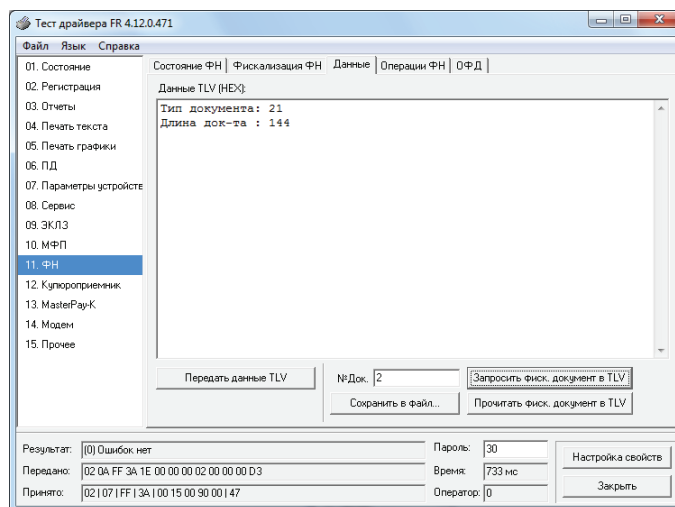 Тест драйвера FR 4.12.0.471
Файл Язык Справка
01. Состояние
02. Регистрация
03. Отчеты
04. Печать текста
05. Печать графики
06. ПД
07. Параметры устройств
08. Сервис
09. ЭКЛЗ
10. МФП
11. ФН
12. Купюроприемник
13. MasterPay-K
14. Модем
15. Прочее
Состояние ФН Фискализация ФН Данные Операции ФН ОФД
Данные TLV (HEX):
Тип документа: 21
Длина док-та : 144
Передать данные TLV
№Док. 2
Запросить фиск. документ в TLV
Сохранить в файл...
Прочитать фиск. документ в TLV
Результат: (0) Ошибок нет
Передано: 02 0A FF 3A 1E 00 00 00 02 00 00 00 D3
Принято: 02 | 07 | FF | 3A | 00 15 00 90 00 | 47
Пароль: 30
Время: 733 мс
Оператор: 0
Настройка свойств
Закрыть